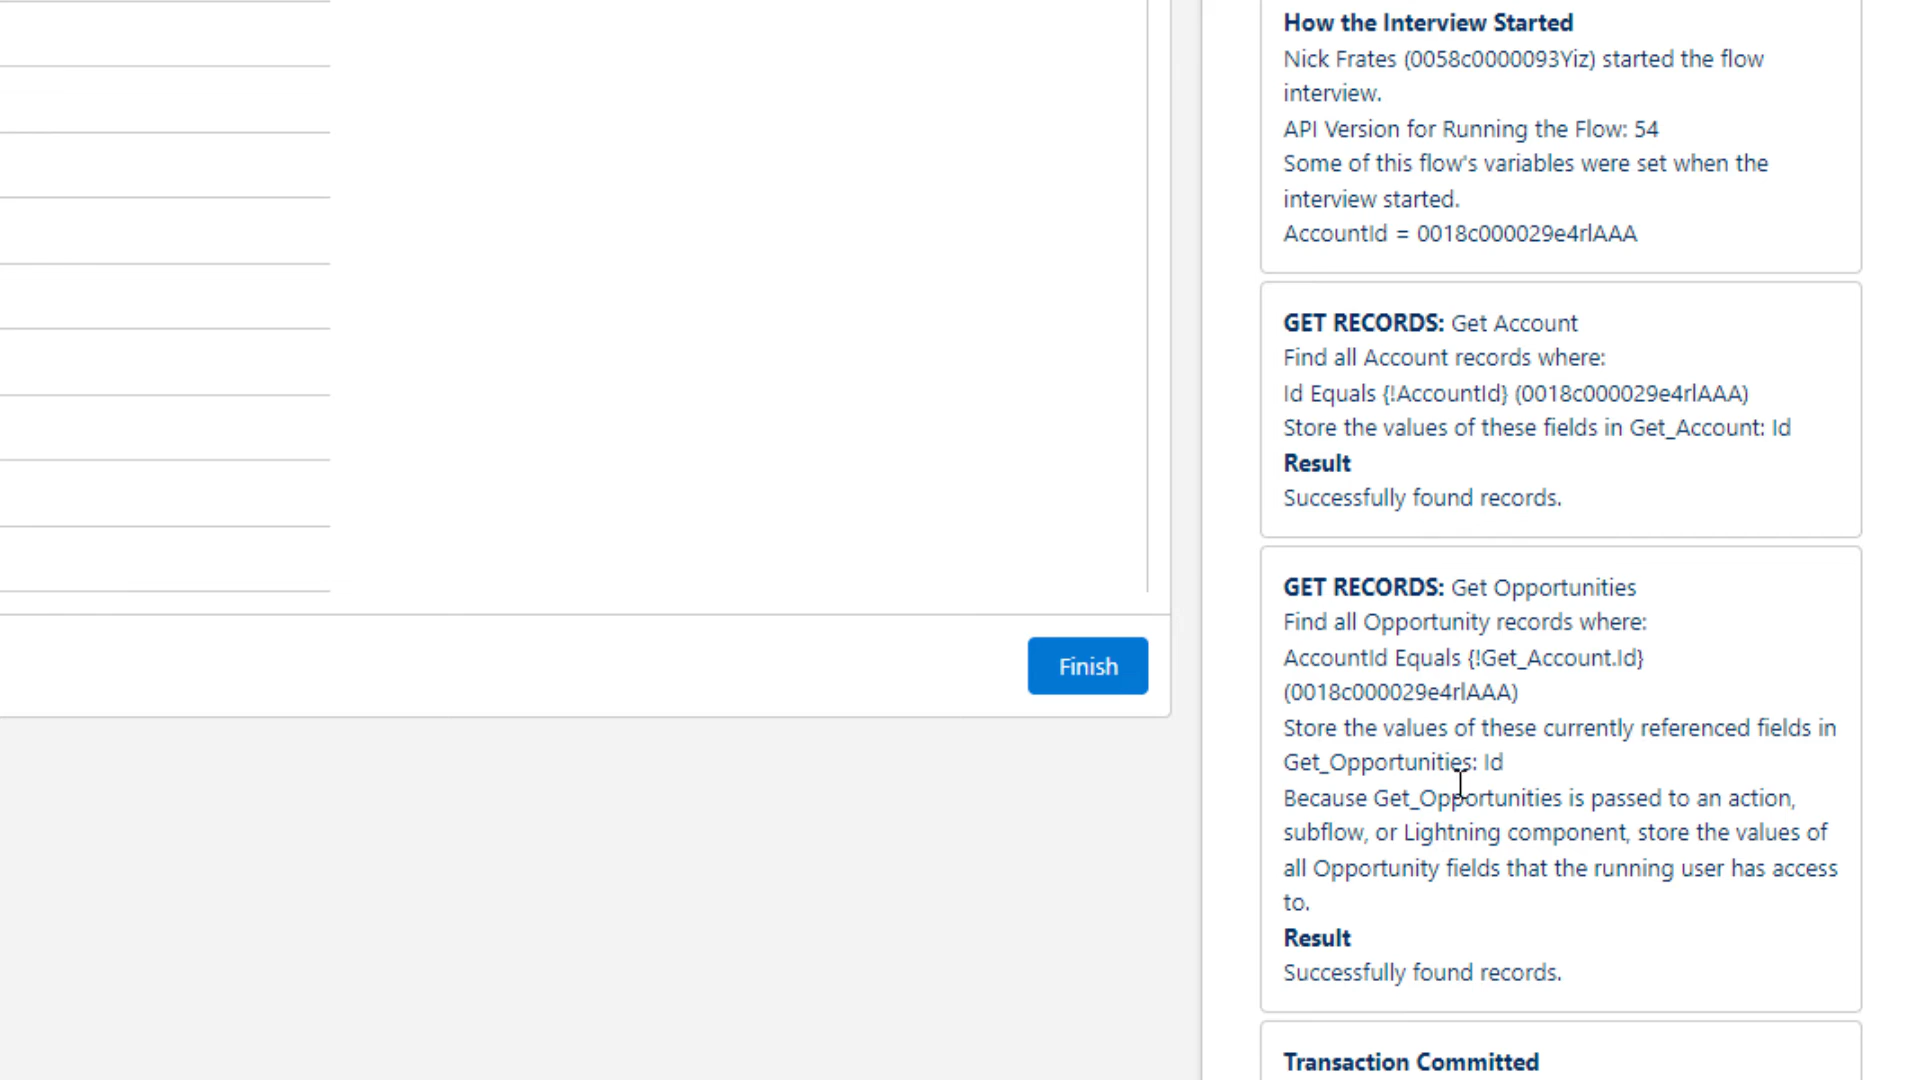 How the Interview Started
Nick Frates (0058c0000093Yiz) started the flow
interview.
API Version for Running the Flow: 54
Some of this flow's variables were set when the
interview started.
AccountId = 0018c000029e4rlAAA
GET RECORDS: Get Account
Find all Account records where:
Id Equals {!AccountId} (0018c000029e4rlAAA)
Store the values of these fields in Get_Account: Id
Result
Successfully found records.
GET RECORDS: Get Opportunities
Find all Opportunity records where:
AccountId Equals {!Get_Account.Id}
(0018c000029e4rlAAA)
Store the values of these currently referenced fields in
Get_Opportunities: Id
Because Get_Opportunities is passed to an action,
subflow, or Lightning component, store the values of
all Opportunity fields that the running user has access
to.
Result
Successfully found records.
Transaction Committed
Finish